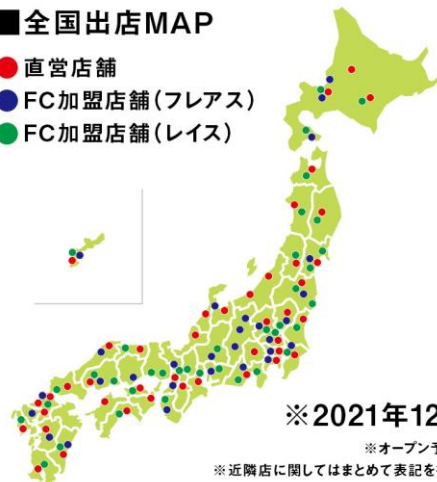 ■全国出店MAP
●直営店舗
●FC加盟店舗(フレアス)
●FC加盟店舗(レイス)
※2021年12
※オープン予
※近隣店に関してはまとめて表記を